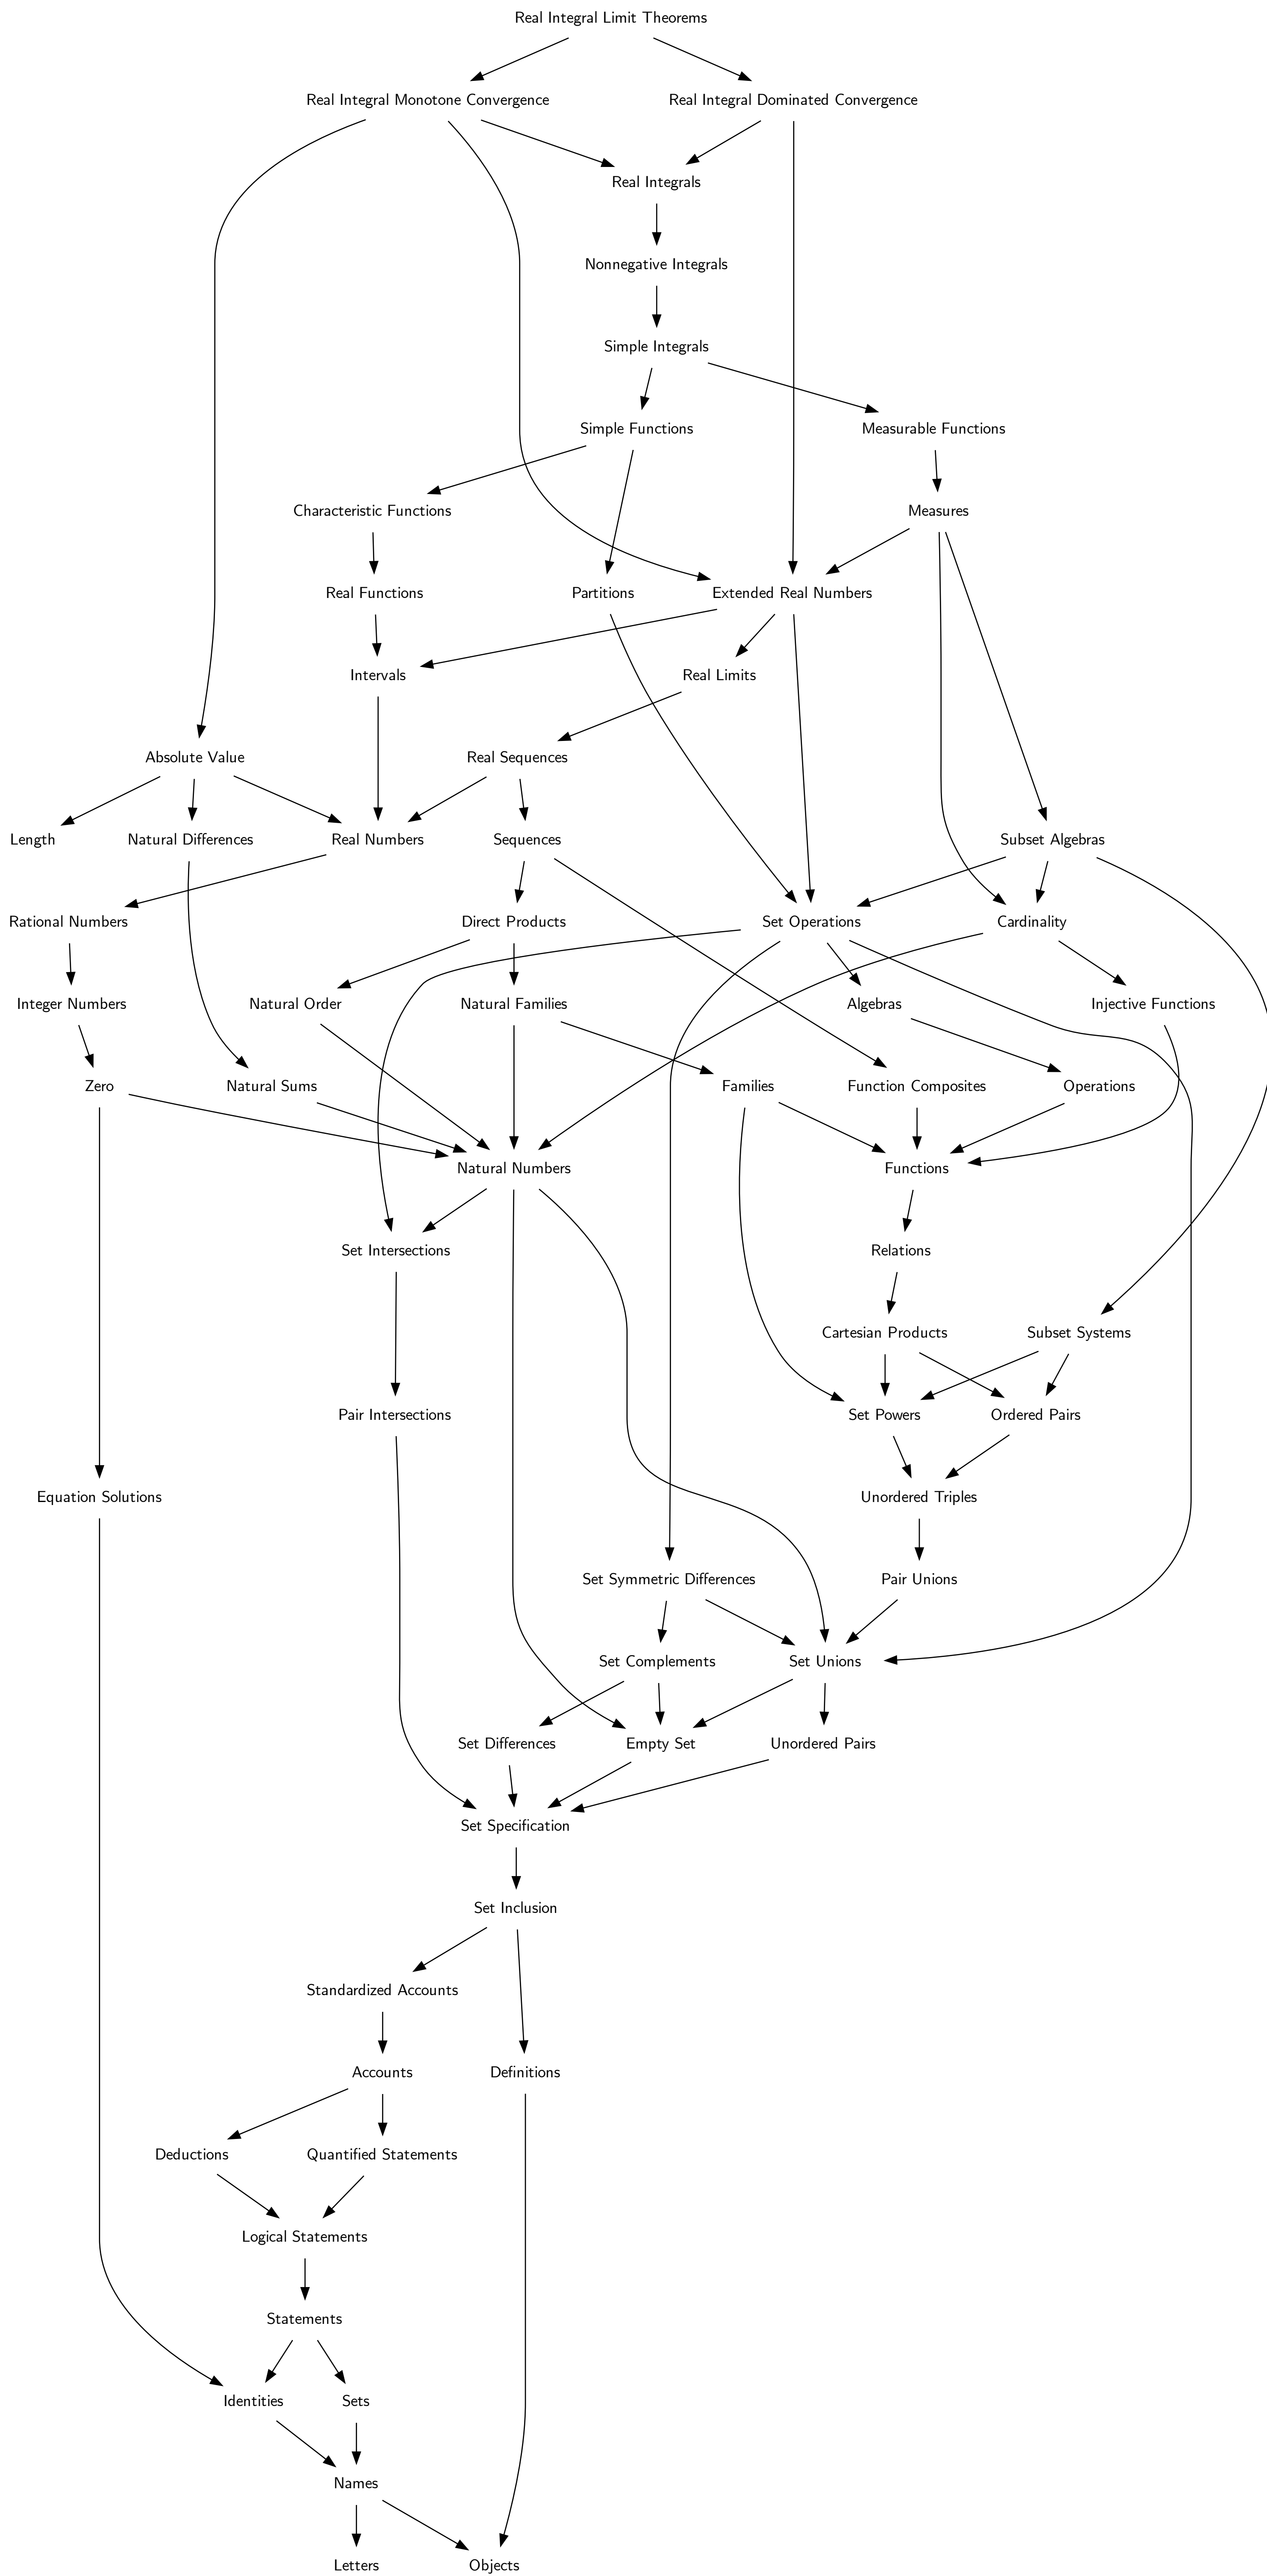 Real Integral Limit Theorems
Real Integral Monotone Convergence
Real Integral Dominated Convergence
Real Integrals
Nonnegative Integrals
Simple Integrals
Simple Functions
Measurable Functions
Characteristic Functions
Measures
Real Functions
Partitions
Extended Real Numbers
Intervals
Real Limits
Absolute Value
Real Sequences
Length
Natural Differences
Real Numbers
Sequences
Subset Algebras
Rational Numbers
Direct Products
Set Operations
Cardinality
Integer Numbers
Natural Order
Natural Families
Algebras
Injective Functions
Zero
Natural Sums
Families
Function Composites
Operations
Natural Numbers
Functions
Set Intersections
Relations
Cartesian Products
Subset Systems
Pair Intersections
Set Powers
Ordered Pairs
Equation Solutions
Unordered Triples
Set Symmetric Differences
Pair Unions
Set Complements
Set Unions
Set Differences
Empty Set
Unordered Pairs
Set Specification
Set Inclusion
Standardized Accounts
Accounts
Definitions
Deductions
Quantified Statements
Logical Statements
Statements
Identities
Sets
Names
Letters
Objects